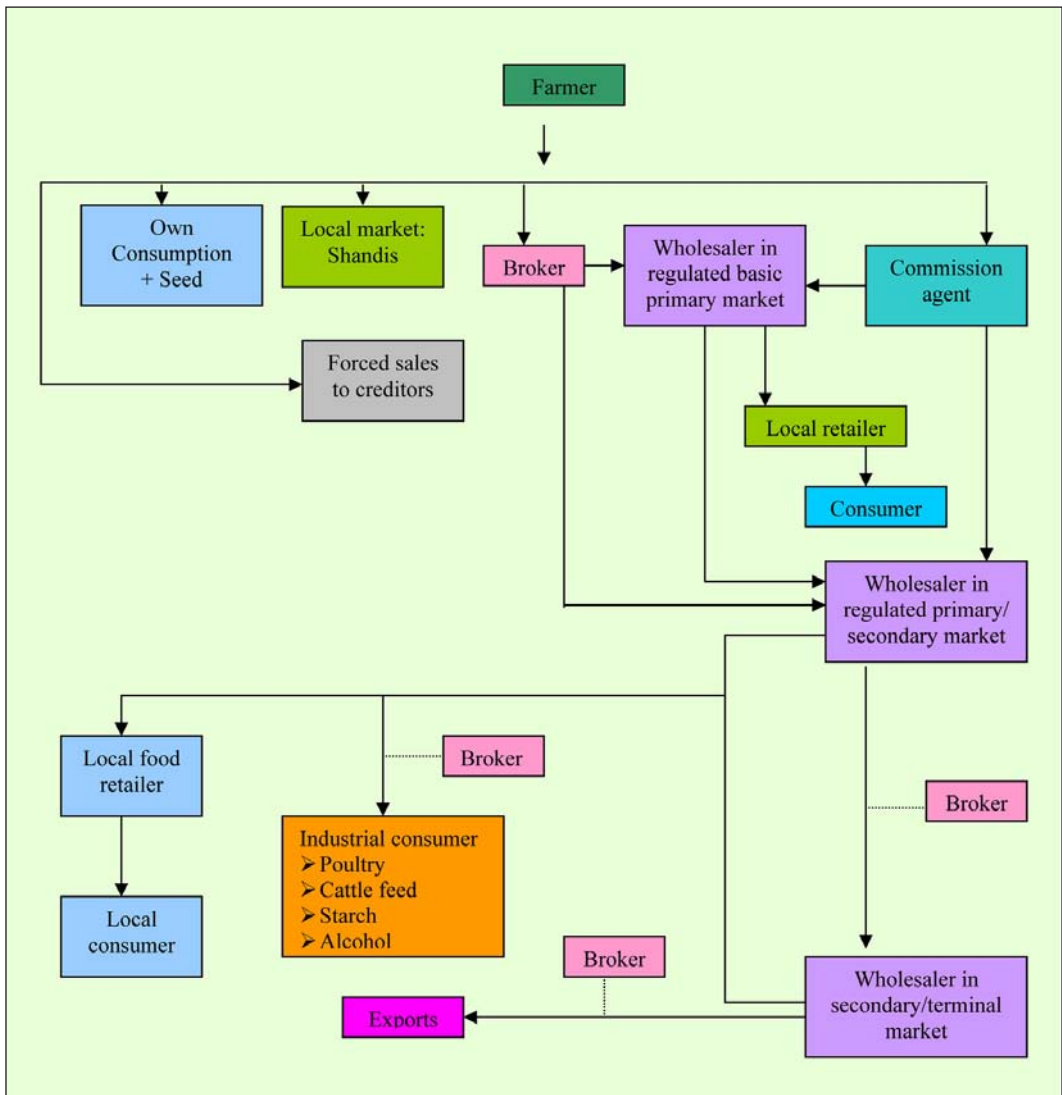 Farmer
Own
Consumption
+ Seed
Local market:
Shandis
Broker
Wholesaler in
regulated basic
primary market
Commission
agent
Forced sales
to creditors
Local retailer
Consumer
Wholesaler in
regulated primary/
secondary market
Local food
retailer
Broker
Broker
Industrial consumer
➢ Poultry
➢ Cattle feed
➢ Starch
➢ Alcohol
Local
consumer
Broker
Wholesaler in
secondary/terminal
market
Exports